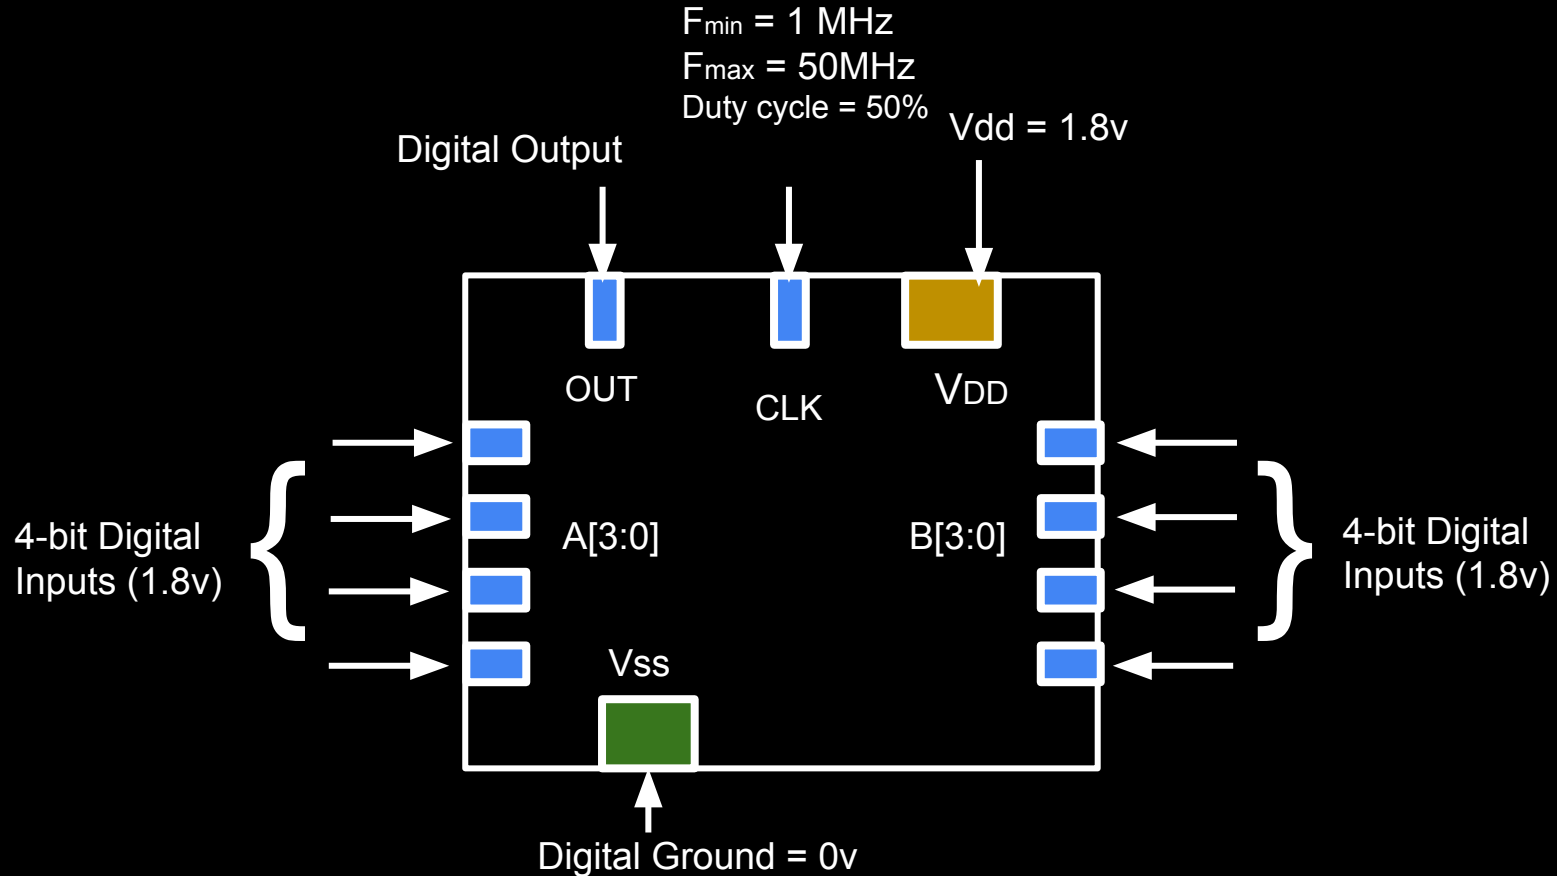 Fmin = 1 MHz
Fmax = 50MHz
Duty cycle = 50%
Vdd = 1.8v
Digital Output
OUT
CLK
VDD
4-bit Digital
Inputs (1.8v)
A[3:0]
B[3:0]
4-bit Digital
Inputs (1.8v)
Vss
Digital Ground = 0v